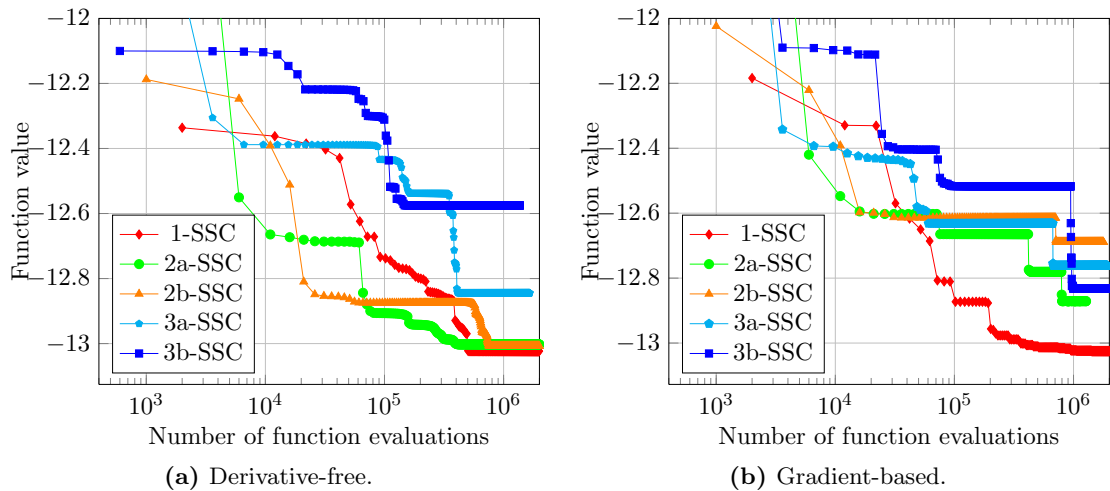 −12
−12.2
−12.4
−12.6
−12.8
−13
Function value
1-SSC
2a-SSC
2b-SSC
3a-SSC
3b-SSC
10^3
10^4
10^5
10^6
Number of function evaluations
(a) Derivative-free.
−12
−12.2
−12.4
−12.6
−12.8
−13
Function value
1-SSC
2a-SSC
2b-SSC
3a-SSC
3b-SSC
10^3
10^4
10^5
10^6
Number of function evaluations
(b) Gradient-based.